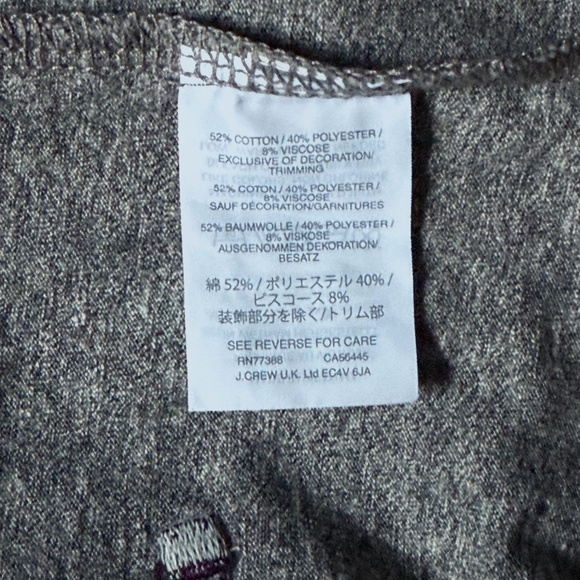 52% COTTON / 40% POLYESTER /
8% VISCOSE
EXCLUSIVE OF DECORATION/
TRIMMING
52% COTON / 40% POLYESTER /
8% VISCOSE
SAUF DÉCORATION/GARNITURES
52% BAUMWOLLE / 40% POLYESTER /
8% VISKOSE
AUSGENOMMEN DEKORATION/
BESATZ
綿 52% / ポリエステル 40% /
ビスコース 8%
装飾部分を除く/トリム部
SEE REVERSE FOR CARE
RN77388 CA56445
J.CREW U.K. Ltd EC4V 6JA